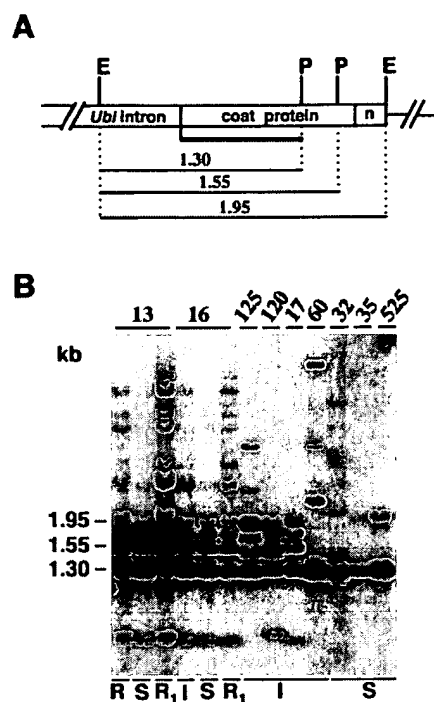 A
E P P E
Ubi intron coat protein n
1.30
1.55
1.95
B
13 16 125 120 17 60 32 35 525
kb
1.95
1.55
1.30
R S R1 I S R1 I S